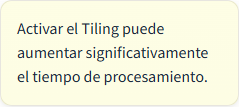 Activar el Tiling puede
aumentar significativamente
el tiempo de procesamiento.